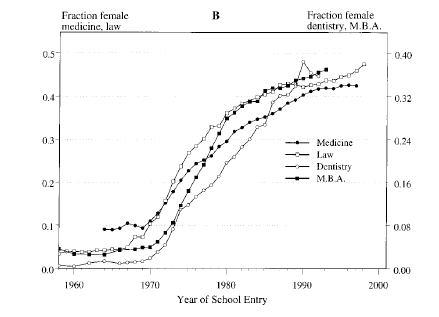 Fraction female
medicine, law
B
Fraction female
dentistry, M.B.A.
0.5
0.4
0.3
0.2
0.1
0.0
0.40
0.32
0.24
0.16
0.08
0.00
Medicine
Law
Dentistry
M.B.A.
1960
1970
1980
1990
2000
Year of School Entry